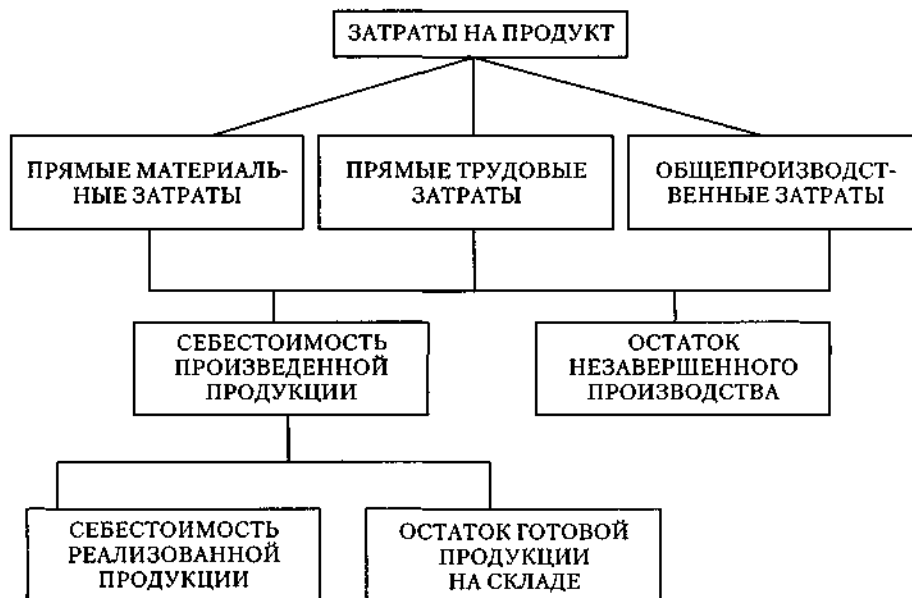 ЗАТРАТЫ НА ПРОДУКТ
ПРЯМЫЕ МАТЕРИАЛЬ-
НЫЕ ЗАТРАТЫ
ПРЯМЫЕ ТРУДОВЫЕ
ЗАТРАТЫ
ОБЩЕПРОИЗВОДСТ-
ВЕННЫЕ ЗАТРАТЫ
СЕБЕСТОИМОСТЬ
ПРОИЗВЕДЕННОЙ
ПРОДУКЦИИ
ОСТАТОК
НЕЗАВЕРШЕННОГО
ПРОИЗВОДСТВА
СЕБЕСТОИМОСТЬ
РЕАЛИЗОВАННОЙ
ПРОДУКЦИИ
ОСТАТОК ГОТОВОЙ
ПРОДУКЦИИ
НА СКЛАДЕ